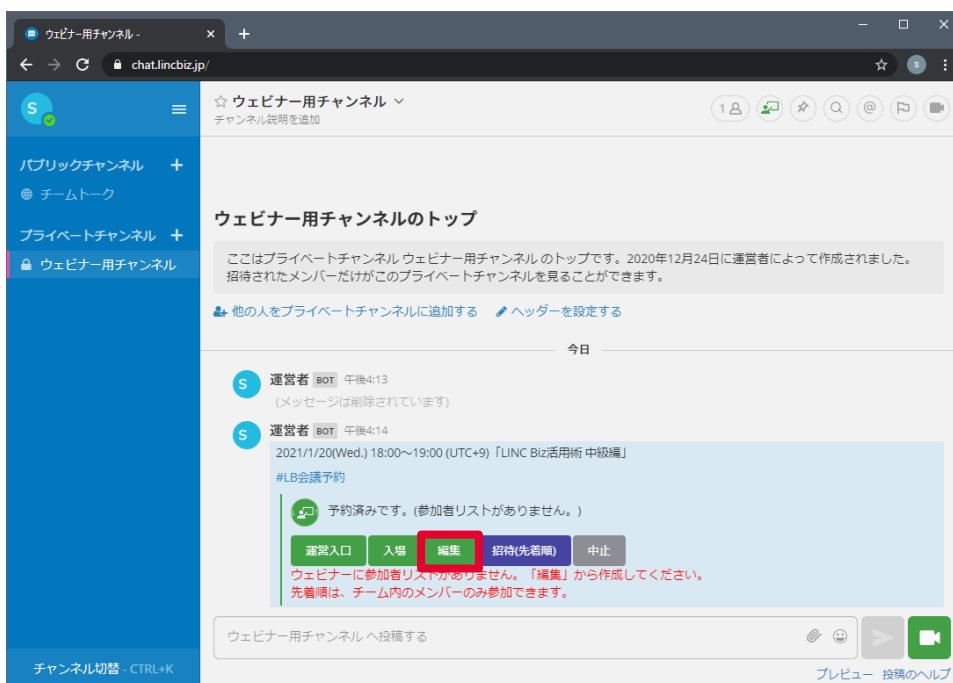 ウェビナー用チャンネル -
chat.lincbiz.jp/
S
S
ウェビナー用チャンネル
チャンネル説明を追加
1
パブリックチャンネル
チームトーク
プライベートチャンネル
ウェビナー用チャンネル
ウェビナー用チャンネルのトップ
ここはプライベートチャンネル ウェビナー用チャンネル のトップです。2020年12月24日に運営者によって作成されました。
招待されたメンバーだけがこのプライベートチャンネルを見ることができます。
他の人をプライベートチャンネルに追加する ヘッダーを設定する
今日
S
運営者 BOT 午後4:13
(メッセージは削除されています)
S
運営者 BOT 午後4:14
2021/1/20(Wed.) 18:00～19:00 (UTC+9)「LINC Biz活用術 中級編」
#LB会議予約
予約済みです。(参加者リストがありません。)
運営入口 入場 編集 招待(先着順) 中止
ウェビナーに参加者リストがありません。「編集」から作成してください。
先着順は、チーム内のメンバーのみ参加できます。
ウェビナー用チャンネル へ投稿する
チャンネル切替 - CTRL+K
プレビュー 投稿のヘルプ